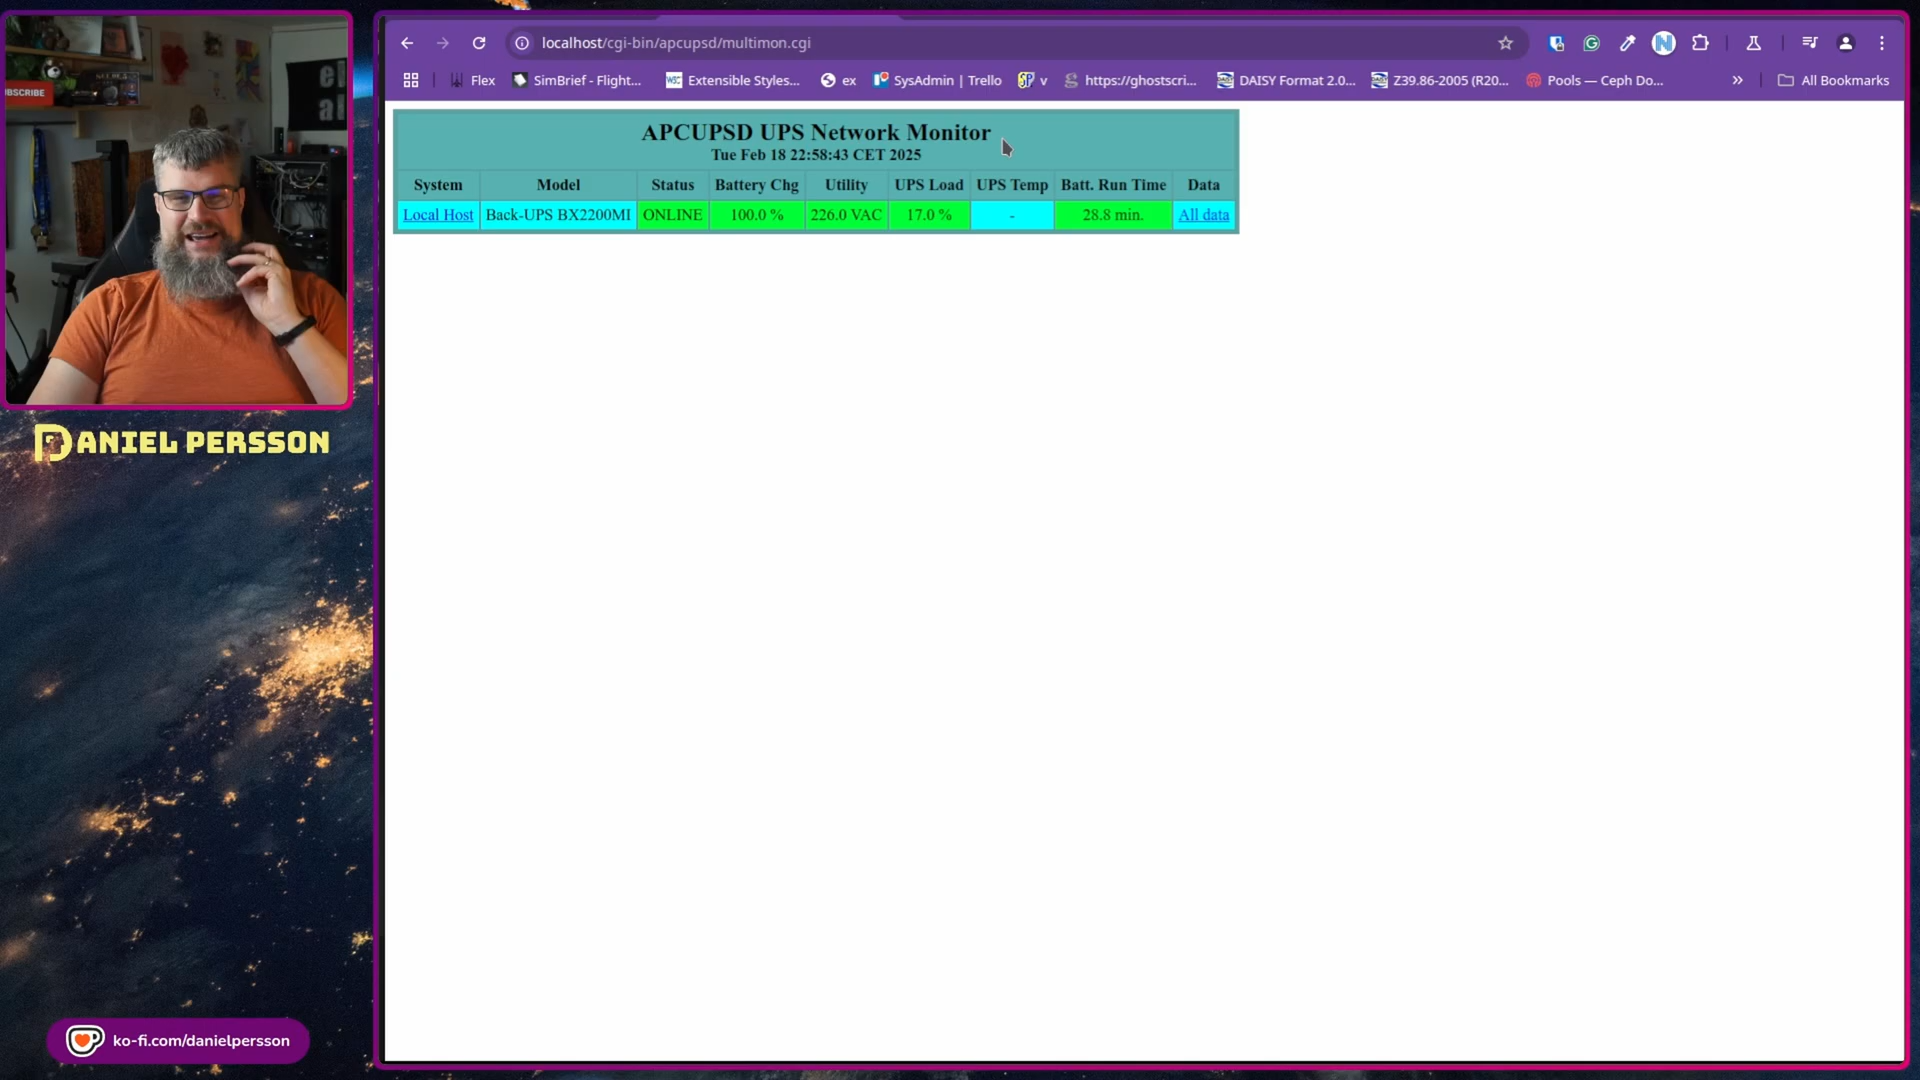 UBSCRIBE
DANIEL PERSSON
ko-fi.com/danielpersson
localhost/cgi-bin/apcupsd/multimon.cgi
Flex
SimBrief - Flight...
Extensible Styles...
ex
SysAdmin | Trello
v
https://ghostscri...
DAISY Format 2.0...
Z39.86-2005 (R20...
Pools — Ceph Do...
» All Bookmarks
APCUPSD UPS Network Monitor
Tue Feb 18 22:58:43 CET 2025
System Model Status Battery Chg Utility UPS Load UPS Temp Batt. Run Time Data
Local Host Back-UPS BX2200MI ONLINE 100.0 % 226.0 VAC 17.0 % - 28.8 min. All data